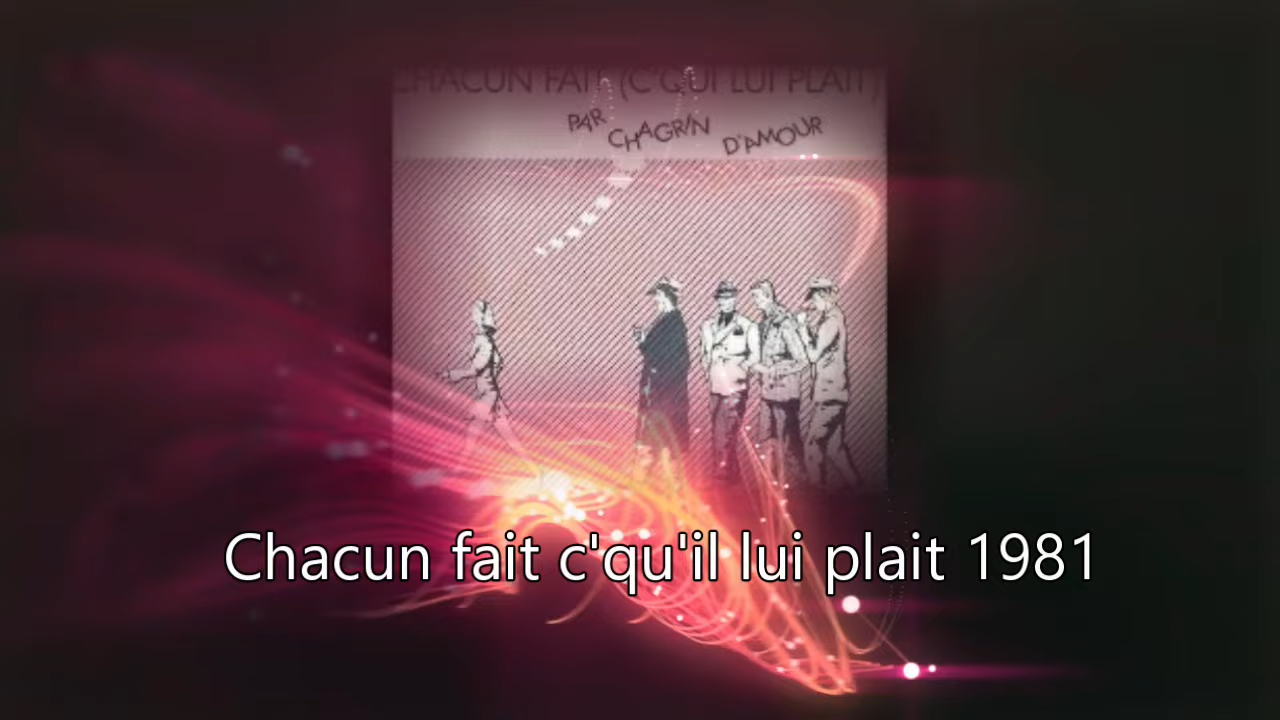 CHACUN FAIT (C'QUI LUI PLAIT)
PAR CHAGRIN D'AMOUR
Chacun fait c'qu'il lui plait 1981